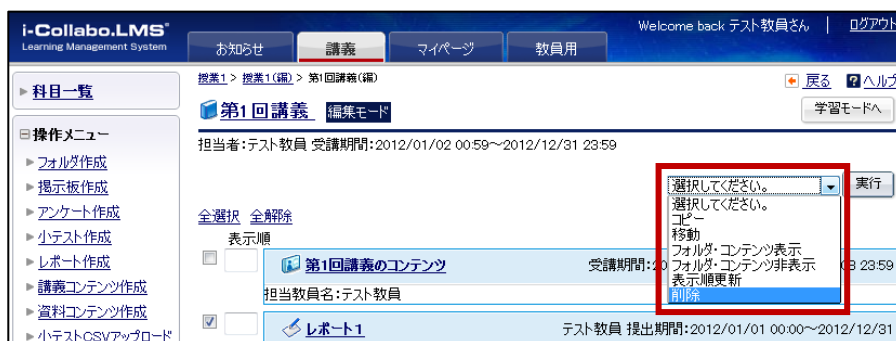 i-Collabo.LMS
Learning Management System
Welcome back テスト教員さん | ログアウト
お知らせ 講義 マイページ 教員用
科目一覧
授業1 > 授業1(編) > 第1回講義(編)
戻る ヘルプ
第1回講義 編集モード
学習モードへ
操作メニュー
担当者:テスト教員 受講期間:2012/01/02 00:59～2012/12/31 23:59
フォルダ作成
掲示板作成
アンケート作成
小テスト作成
レポート作成
講義コンテンツ作成
資料コンテンツ作成
小テストCSVアップロード
選択してください。 実行
選択してください。
コピー
移動
フォルダ・コンテンツ表示
フォルダ・コンテンツ非表示
表示順更新
削除
全選択 全解除
表示順
第1回講義のコンテンツ 受講期間:20 08 23:59
担当教員名:テスト教員
レポート1 テスト教員 提出期間:2012/01/01 00:00～2012/12/31